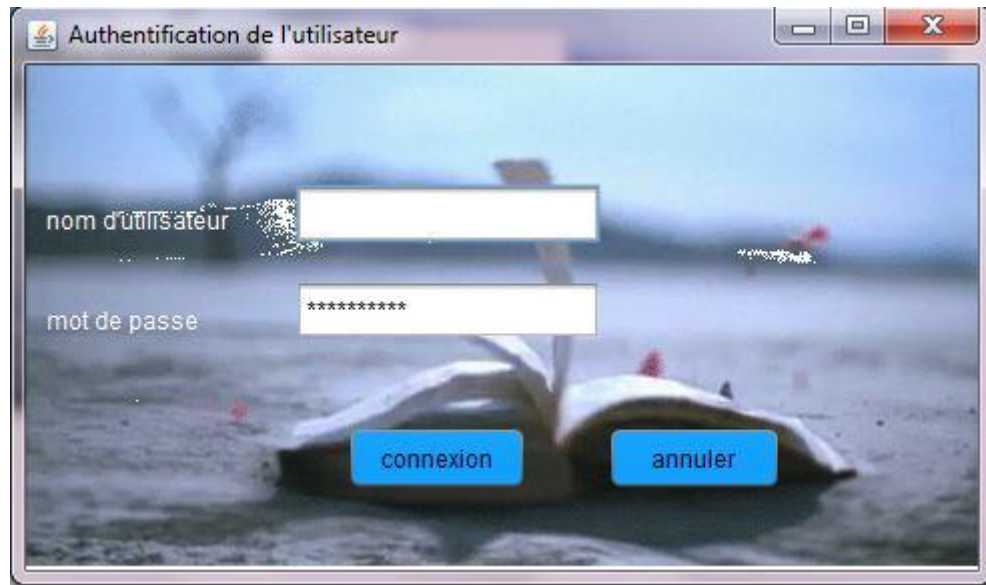 Authentification de l'utilisateur
nom d'utilisateur
mot de passe
**********
connexion
annuler